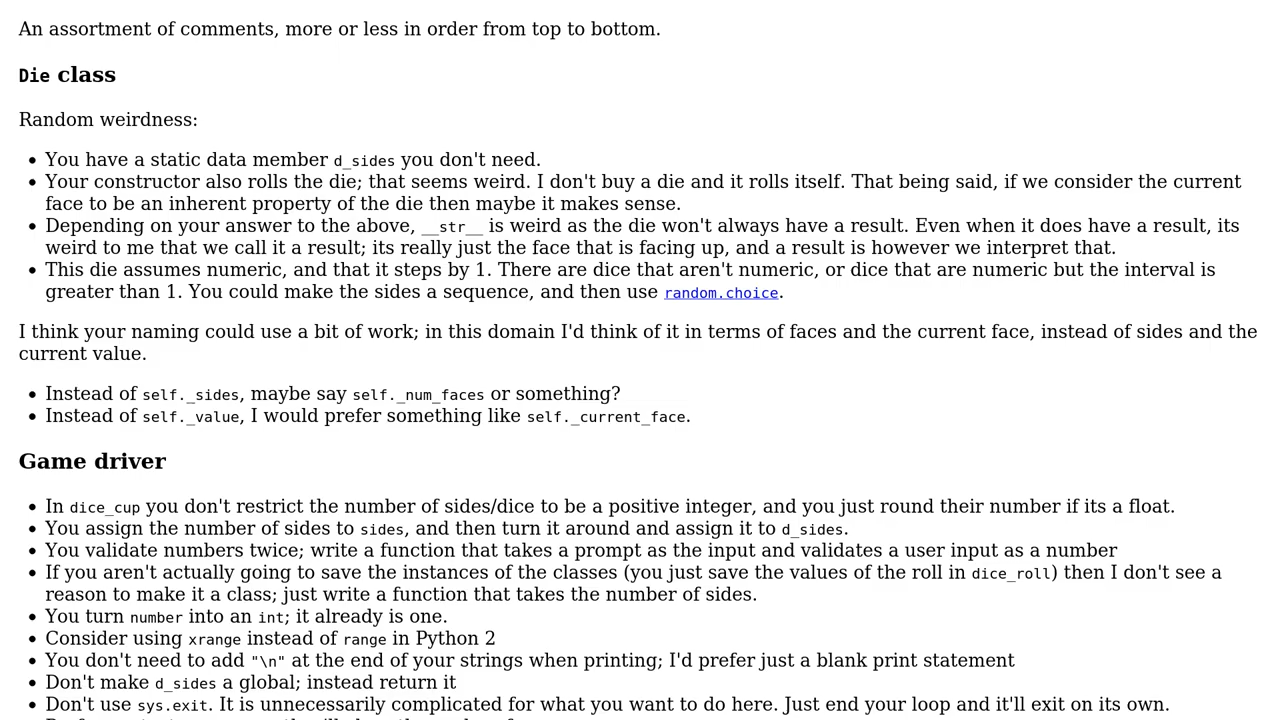 An assortment of comments, more or less in order from top to bottom.
Die class
Random weirdness:
• You have a static data member d_sides you don't need.
• Your constructor also rolls the die; that seems weird. I don't buy a die and it rolls itself. That being said, if we consider the current
face to be an inherent property of the die then maybe it makes sense.
• Depending on your answer to the above, __str__ is weird as the die won't always have a result. Even when it does have a result, its
weird to me that we call it a result; its really just the face that is facing up, and a result is however we interpret that.
• This die assumes numeric, and that it steps by 1. There are dice that aren't numeric, or dice that are numeric but the interval is
greater than 1. You could make the sides a sequence, and then use random.choice.
I think your naming could use a bit of work; in this domain I'd think of it in terms of faces and the current face, instead of sides and the
current value.
• Instead of self._sides, maybe say self._num_faces or something?
• Instead of self._value, I would prefer something like self._current_face.
Game driver
• In dice_cup you don't restrict the number of sides/dice to be a positive integer, and you just round their number if its a float.
• You assign the number of sides to sides, and then turn it around and assign it to d_sides.
• You validate numbers twice; write a function that takes a prompt as the input and validates a user input as a number
• If you aren't actually going to save the instances of the classes (you just save the values of the roll in dice_roll) then I don't see a
reason to make it a class; just write a function that takes the number of sides.
• You turn number into an int; it already is one.
• Consider using xrange instead of range in Python 2
• You don't need to add "\n" at the end of your strings when printing; I'd prefer just a blank print statement
• Don't make d_sides a global; instead return it
• Don't use sys.exit. It is unnecessarily complicated for what you want to do here. Just end your loop and it'll exit on its own.